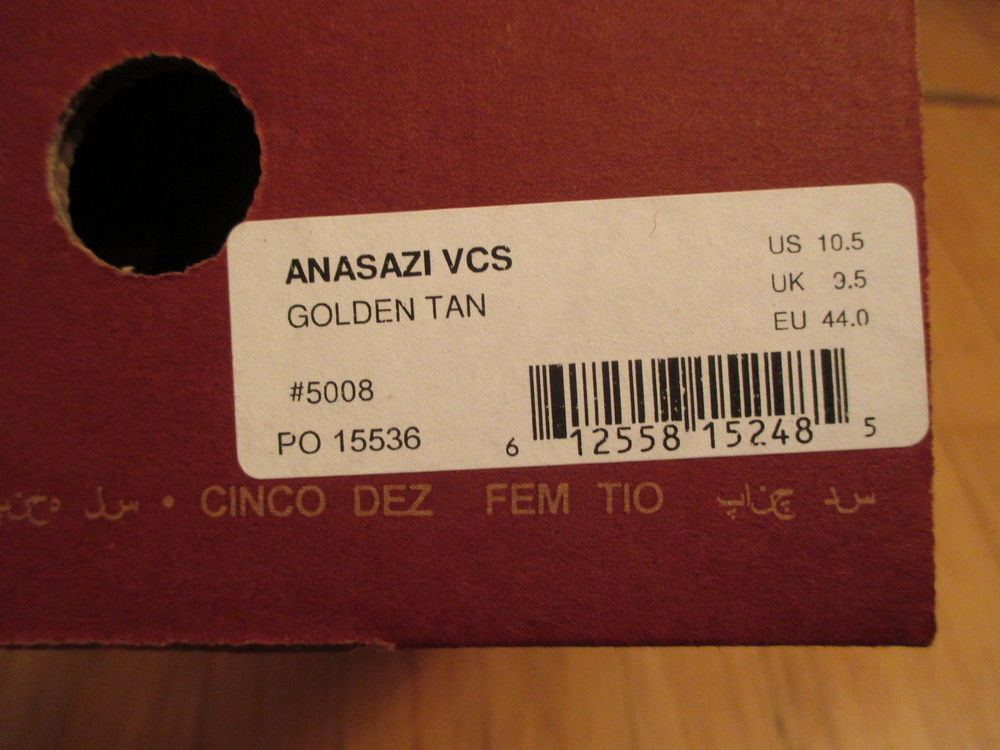 ANASAZI VCS
GOLDEN TAN
US 10.5
UK 9.5
EU 44.0
#5008
PO 15536
6 12558 15248 5
• CINCO DEZ FEM TIO